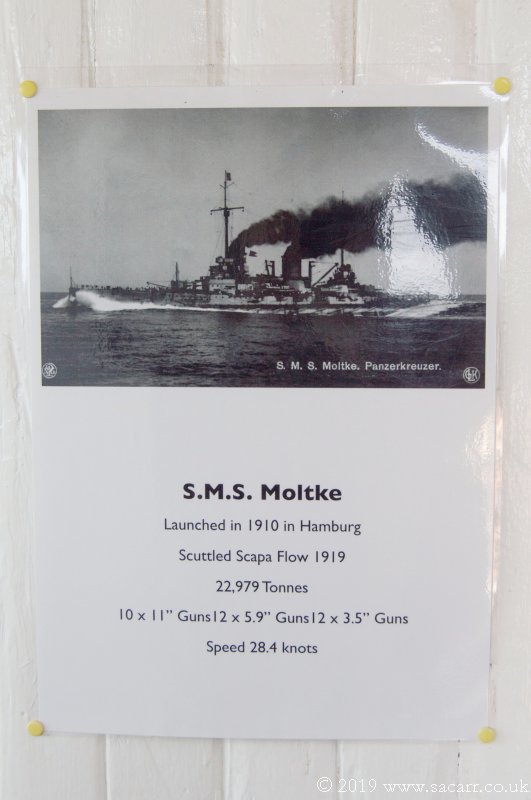 S. M. S. Moltke. Panzerkreuzer.
S.M.S. Moltke
Launched in 1910 in Hamburg
Scuttled Scapa Flow 1919
22,979 Tonnes
10 x 11” Guns12 x 5.9” Guns12 x 3.5” Guns
Speed 28.4 knots
© 2019 www.sacarr.co.uk